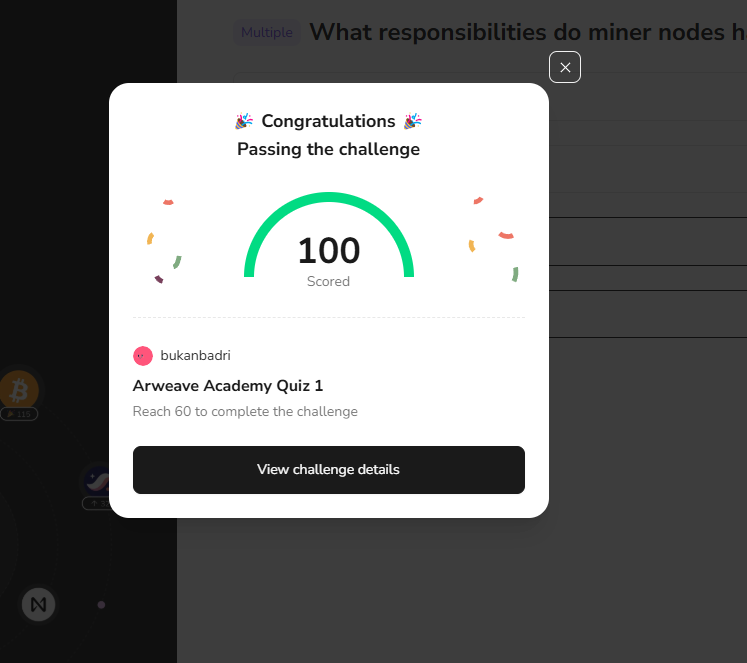 Multiple What responsibilities do miner nodes h
Congratulations
Passing the challenge
100
Scored
bukanbadri
Arweave Academy Quiz 1
Reach 60 to complete the challenge
View challenge details
115